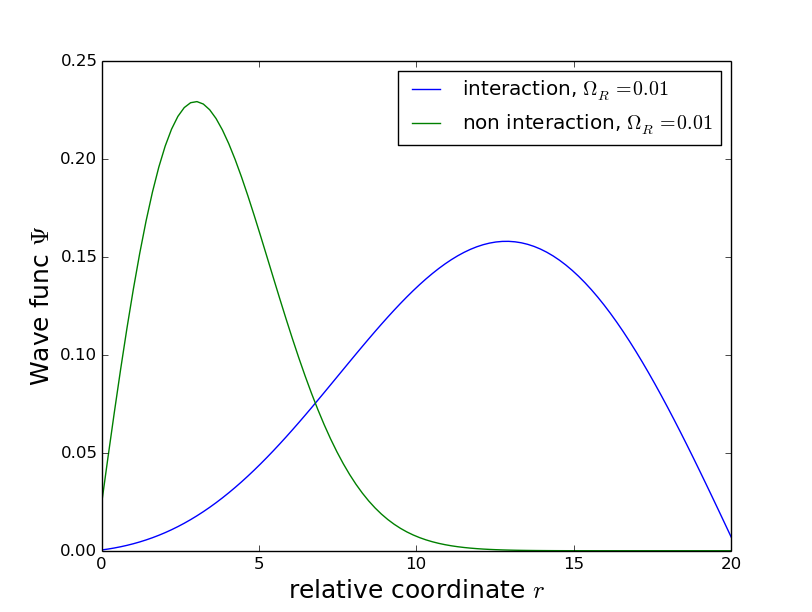 0.25
0.20
0.15
0.10
0.05
0.00
Wave func Ψ
interaction, Ω_R =0.01
non interaction, Ω_R =0.01
0 5 10 15 20
relative coordinate r